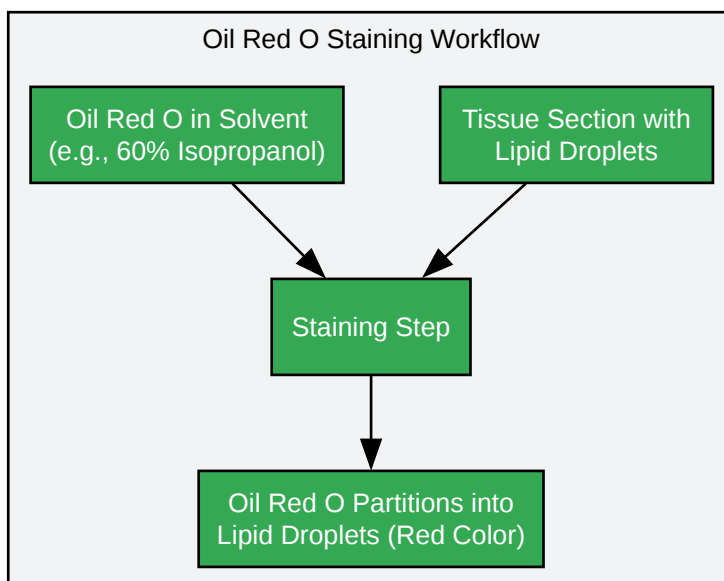 Oil Red O Staining Workflow
Oil Red O in Solvent
(e.g., 60% Isopropanol)
Tissue Section with
Lipid Droplets
Staining Step
Oil Red O Partitions into
Lipid Droplets (Red Color)